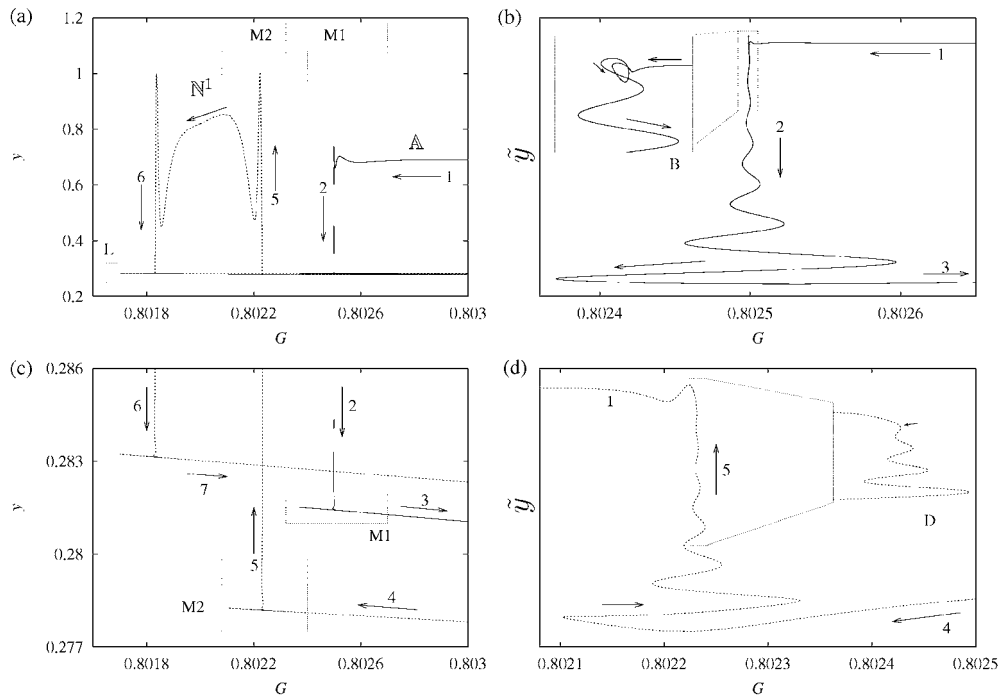 (a)
1.2
1
0.8
0.6
0.4
0.2
y
M2
M1
ℕ¹
𝔸
6
5
2
1
L
0.8018
0.8022
0.8026
0.803
G
(b)
ỹ
1
2
B
3
0.8024
0.8025
0.8026
G
(c)
0.286
0.283
0.28
0.277
y
6
2
7
3
M1
5
4
M2
0.8018
0.8022
0.8026
0.803
G
(d)
ỹ
1
5
D
4
0.8021
0.8022
0.8023
0.8024
0.8025
G